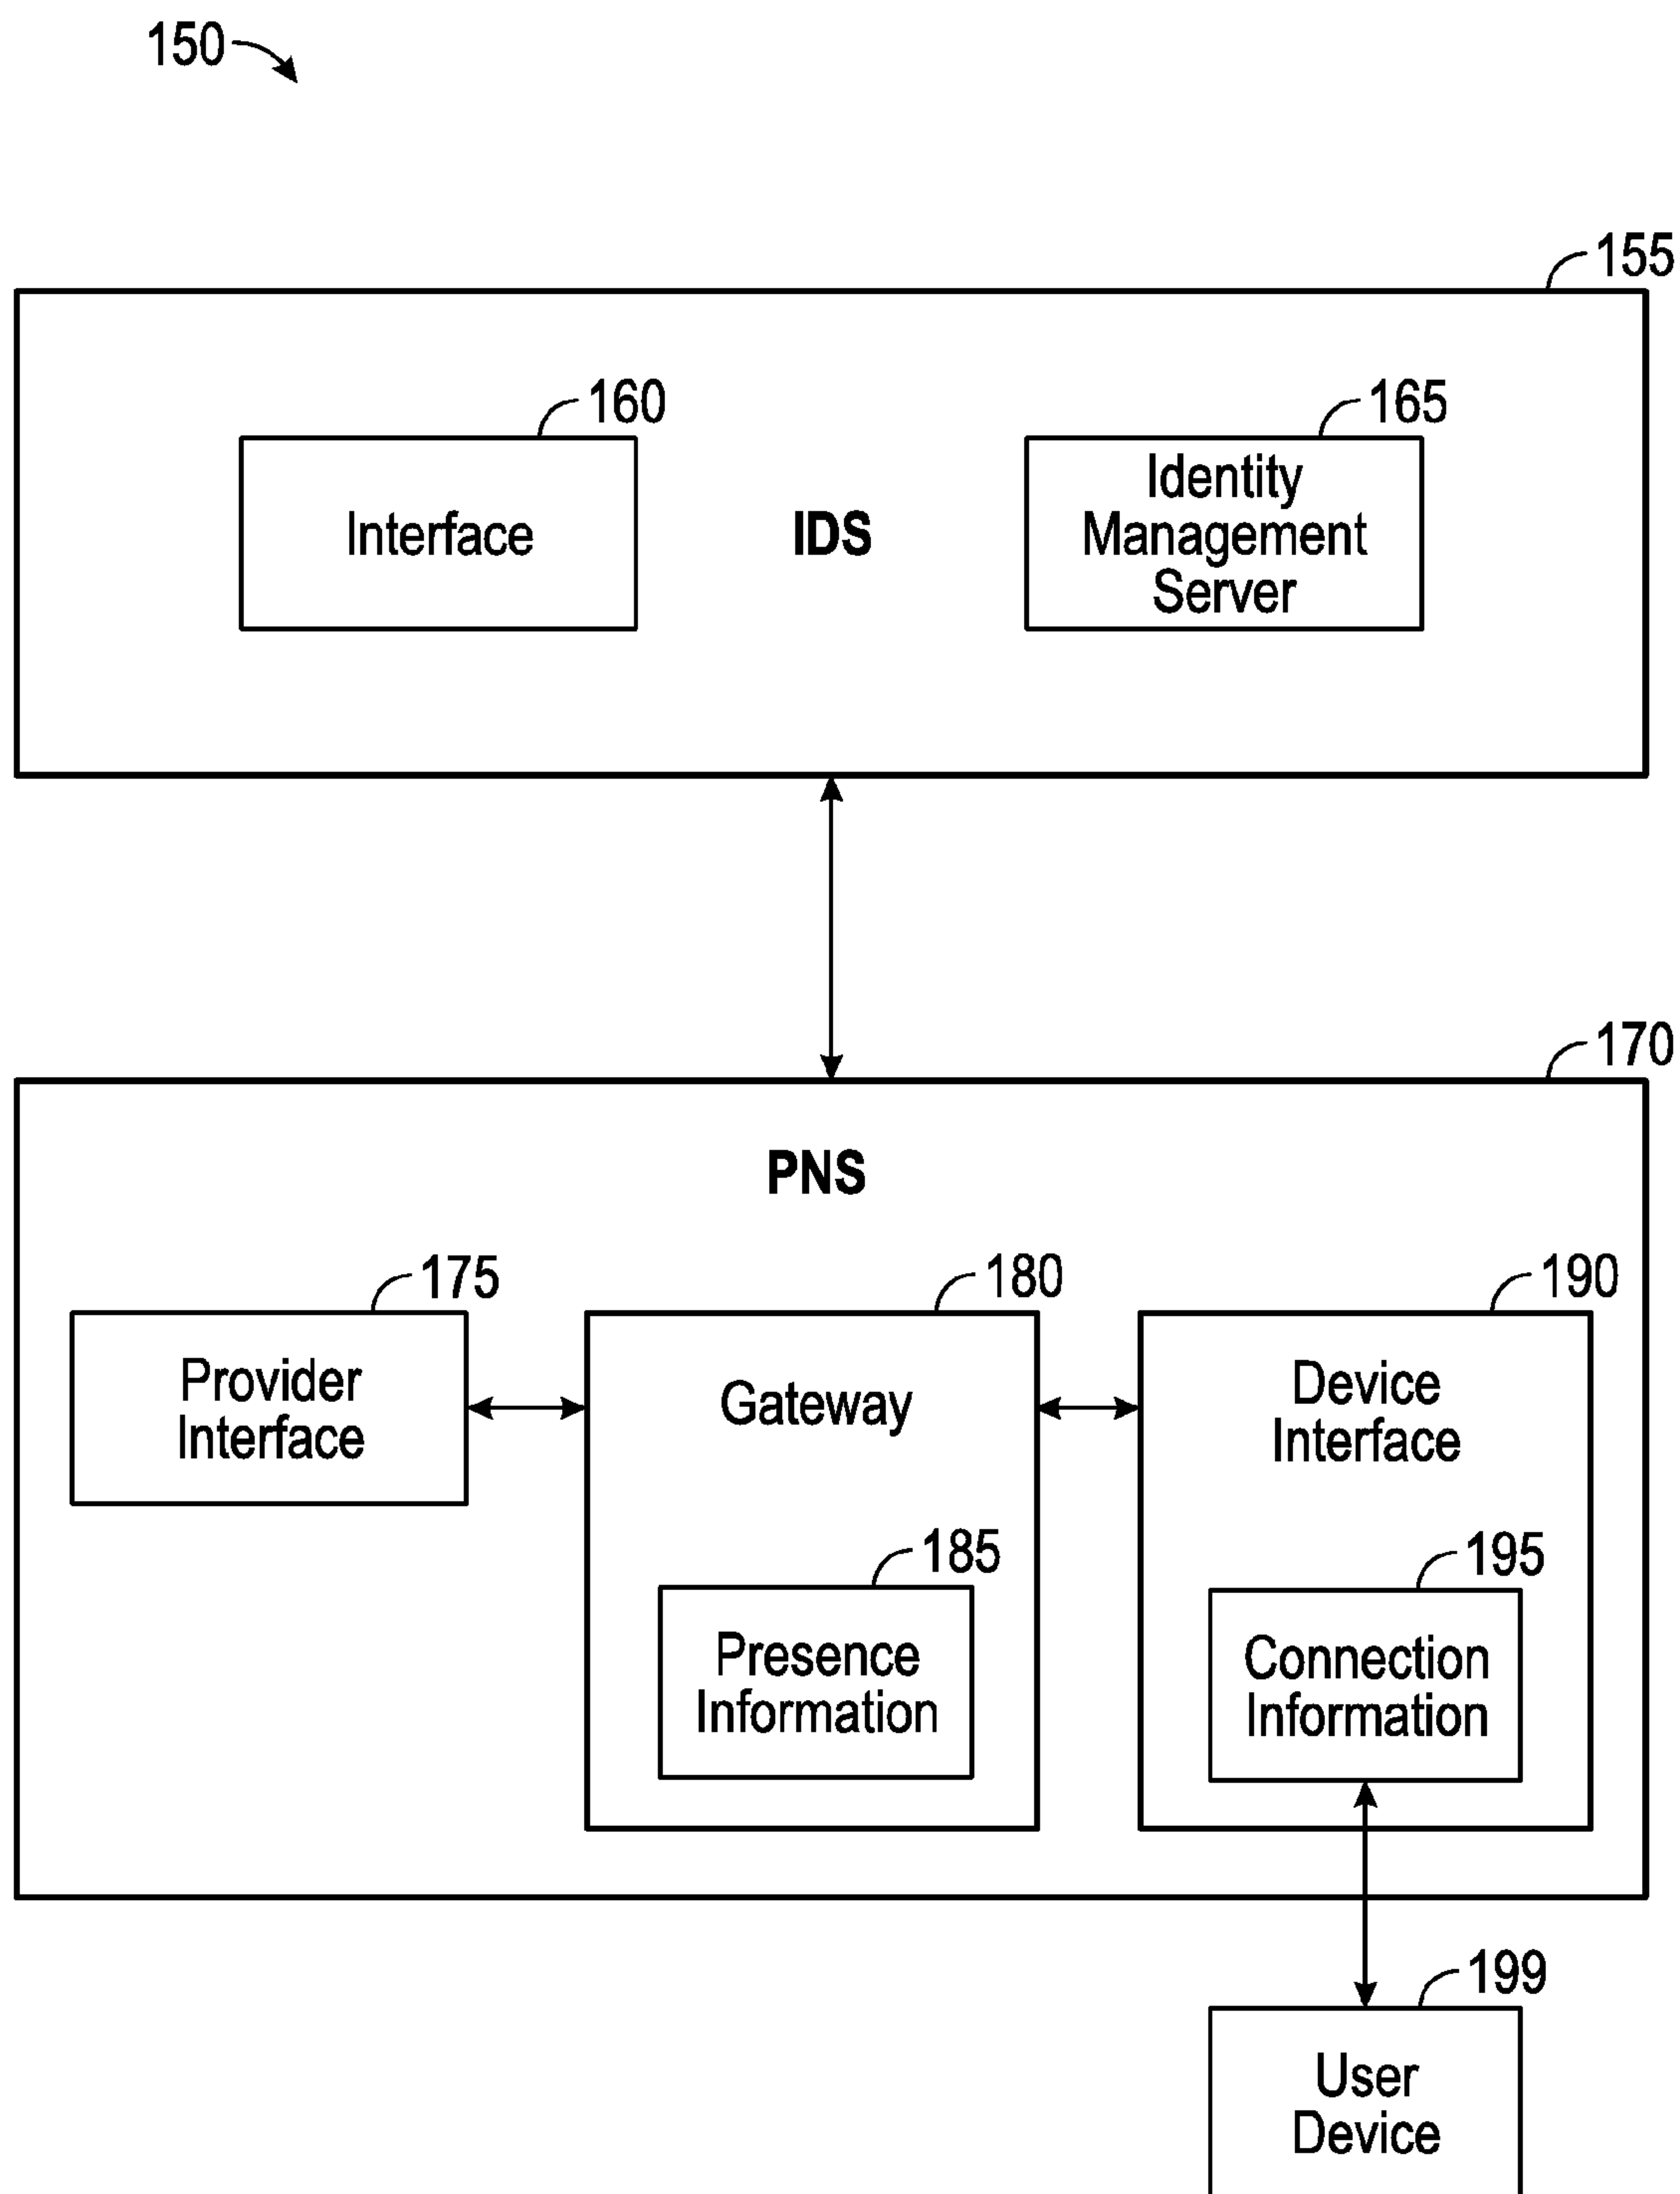 150
155
160
165
Interface
IDS
Identity
Management
Server
170
PNS
175
180
190
Provider
Interface
Gateway
Device
Interface
185
195
Presence
Information
Connection
Information
199
User
Device